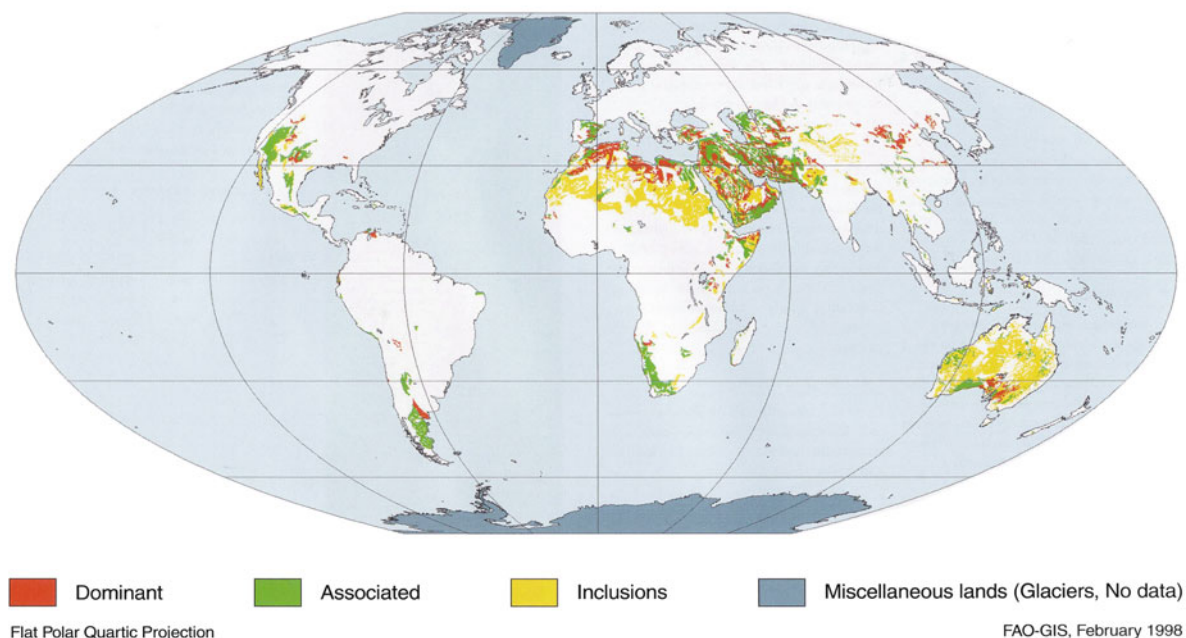 Dominant
Associated
Inclusions
Miscellaneous lands (Glaciers, No data)
Flat Polar Quartic Projection
FAO-GIS, February 1998